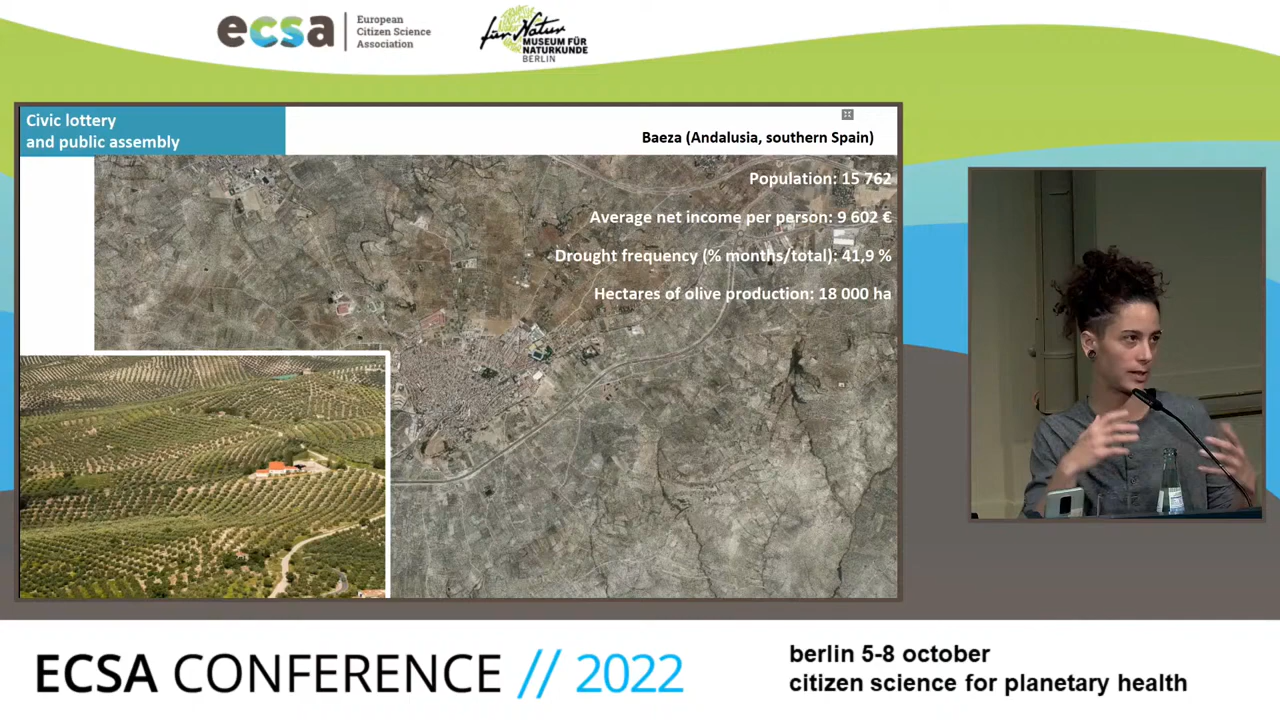 ecsa
European
Citizen Science
Association
für Natur
MUSEUM FÜR
NATURKUNDE
BERLIN
Civic lottery
and public assembly
Baeza (Andalusia, southern Spain)
Population: 15 762
Average net income per person: 9 602 €
Drought frequency (% months/total): 41,9 %
Hectares of olive production: 18 000 ha
ECSA CONFERENCE // 2022
berlin 5-8 october
citizen science for planetary health